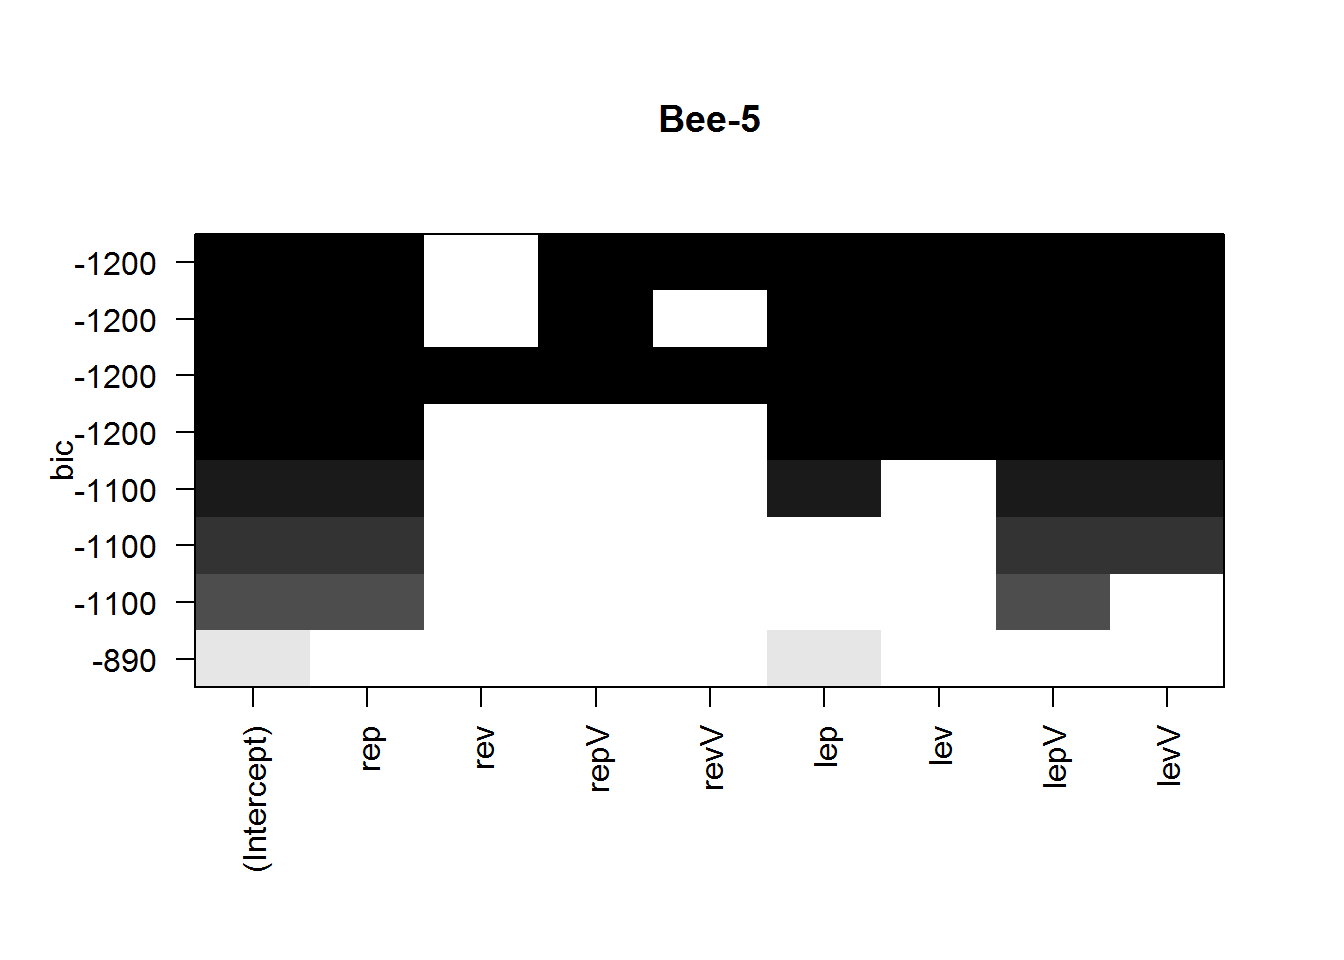 Bee-5
bic
-1200
-1200
-1200
-1200
-1100
-1100
-1100
-890
(Intercept)
rep
rev
repV
revV
lep
lev
lepV
levV